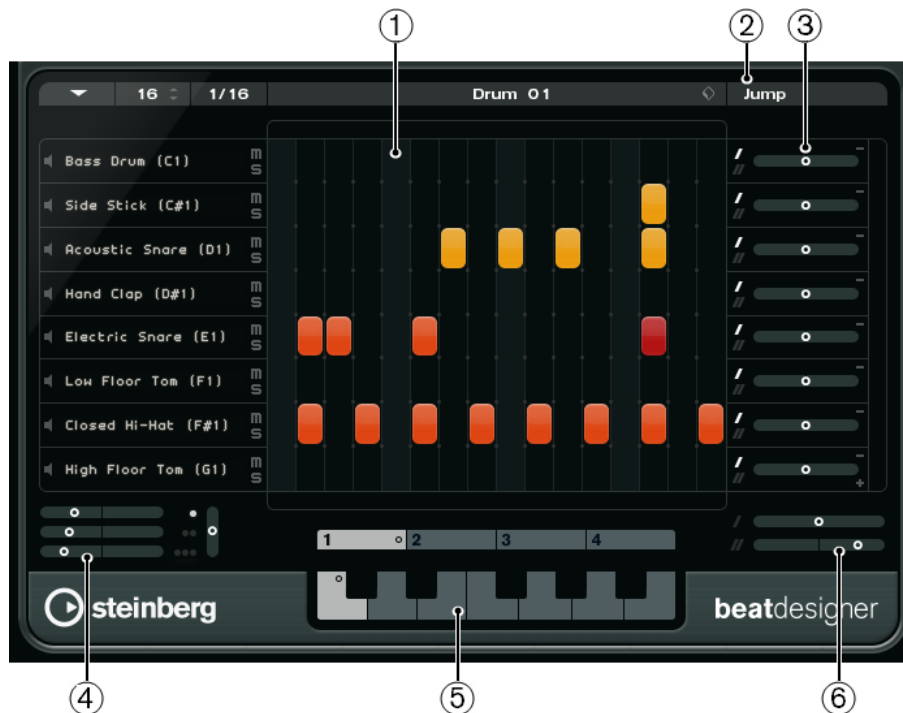 1 2 3
16 1/16 Drum 01 Jump
Bass Drum (C1) m S
Side Stick (C#1) m S
Acoustic Snare (D1) m S
Hand Clap (D#1) m S
Electric Snare (E1) m S
Low Floor Tom (F1) m S
Closed Hi-Hat (F#1) m S
High Floor Tom (G1) m S
1 2 3 4
steinberg beatdesigner
4 5 6